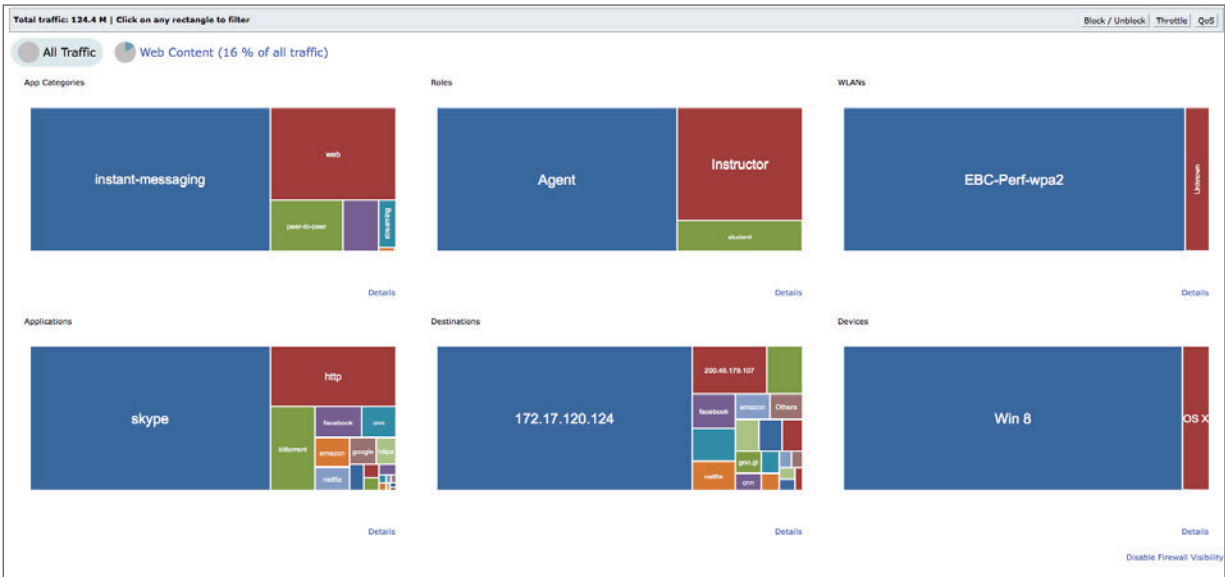 Total traffic: 124.4 M | Click on any rectangle to filter
Block / Unblock
Throttle
QoS
All Traffic
Web Content (16 % of all traffic)
App Categories
instant-messaging
web
peer-to-peer
streaming
Details
Roles
Agent
Instructor
student
Details
WLANs
EBC-Perf-wpa2
Unknown
Details
Applications
skype
http
bittorrent
facebook
cnn
amazon
google
https
netflix
Details
Destinations
172.17.120.124
200.46.179.107
facebook
amazon
Others
goo.gl
netflix
cnn
Details
Devices
Win 8
OS X
Details
Disable Firewall Visibility